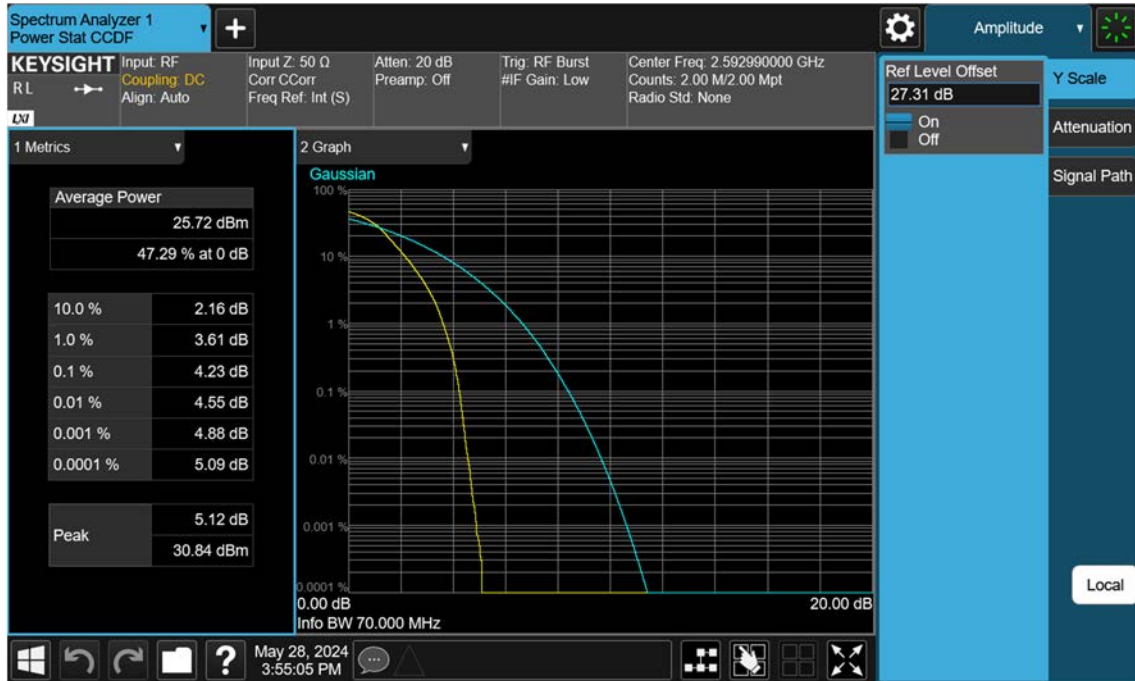 Spectrum Analyzer 1
Power Stat CCDF
Amplitude
KEYSIGHT
R L
LXI
Input: RF
Coupling: DC
Align: Auto
Input Z: 50 Ω
Corr CCorr
Freq Ref: Int (S)
Atten: 20 dB
Preamp: Off
Trig: RF Burst
#IF Gain: Low
Center Freq: 2.592990000 GHz
Counts: 2.00 M/2.00 Mpt
Radio Std: None
Ref Level Offset
27.31 dB
On
Off
Y Scale
Attenuation
Signal Path
1 Metrics
Average Power
25.72 dBm
47.29 % at 0 dB
10.0 % 2.16 dB
1.0 % 3.61 dB
0.1 % 4.23 dB
0.01 % 4.55 dB
0.001 % 4.88 dB
0.0001 % 5.09 dB
Peak
5.12 dB
30.84 dBm
2 Graph
Gaussian
100 %
10 %
1 %
0.1 %
0.01 %
0.001 %
0.0001 %
0.00 dB 20.00 dB
Info BW 70.000 MHz
Local
?
May 28, 2024
3:55:05 PM